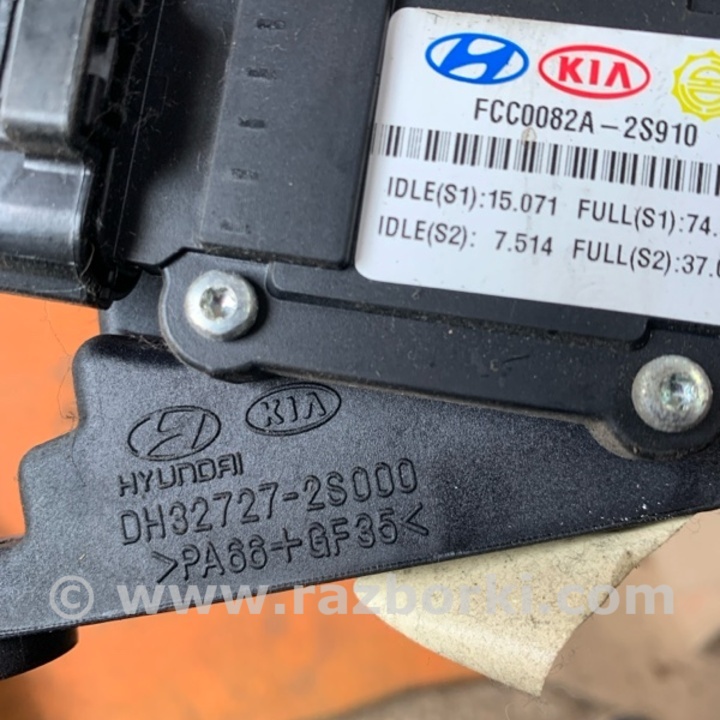 KIA
FCC0082A-2S910
IDLE(S1):15.071 FULL(S1):74.
IDLE(S2): 7.514 FULL(S2):37.
KIA
HYUNDAI
DH32727-2S000
>PA66+GF35<
© www.razborki.com